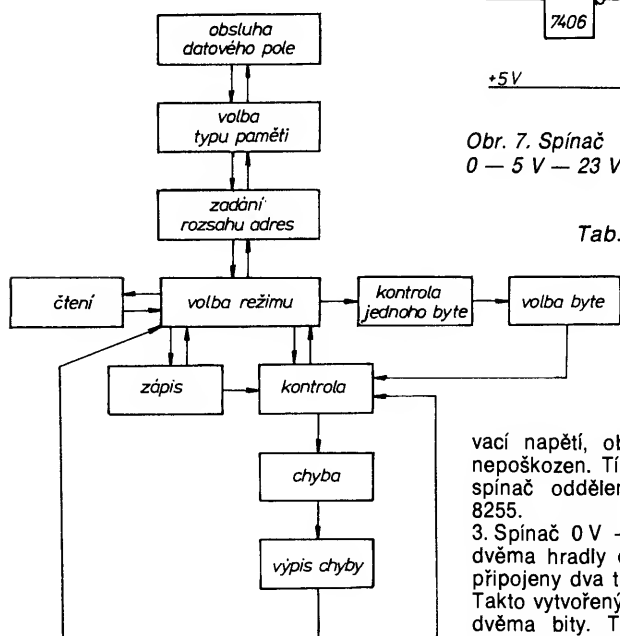 obsluha
datového pole
volba
typu paměti
zadání
rozsahu adres
čtení
volba režimu
kontrola
jednoho byte
volba byte
zápis
kontrola
chyba
výpis chyby
7406
+5V
Obr. 7. Spínač
0 — 5 V — 23 V
Tab.
vací napětí, ob
nepoškozen. Tí
spínač oddělen
8255.
3. Spínač 0 V -
dvěma hradly
připojeny dva t
Takto vytvořený
dvěma bity. T